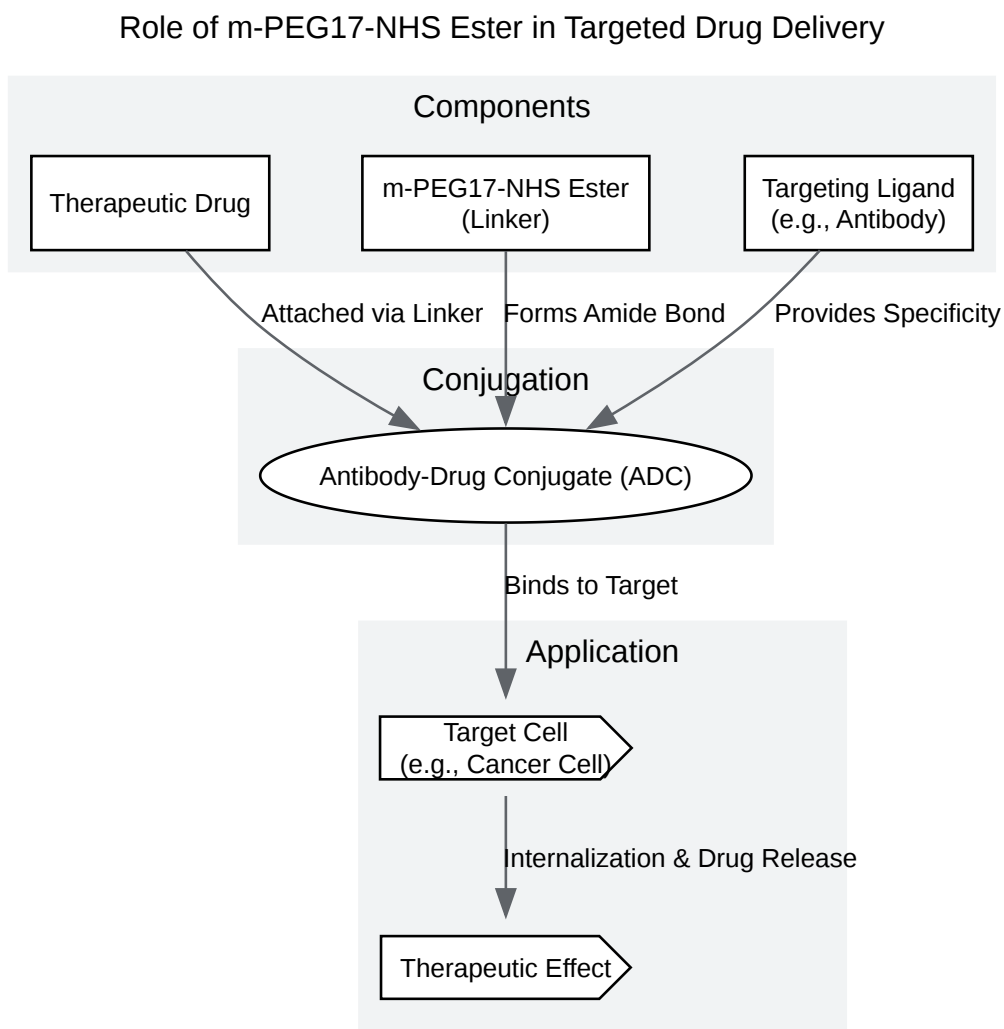 Role of m-PEG17-NHS Ester in Targeted Drug Delivery
Components
Therapeutic Drug
m-PEG17-NHS Ester
(Linker)
Targeting Ligand
(e.g., Antibody)
Attached via Linker
Forms Amide Bond
Provides Specificity
Conjugation
Antibody-Drug Conjugate (ADC)
Binds to Target
Application
Target Cell
(e.g., Cancer Cell)
Internalization & Drug Release
Therapeutic Effect